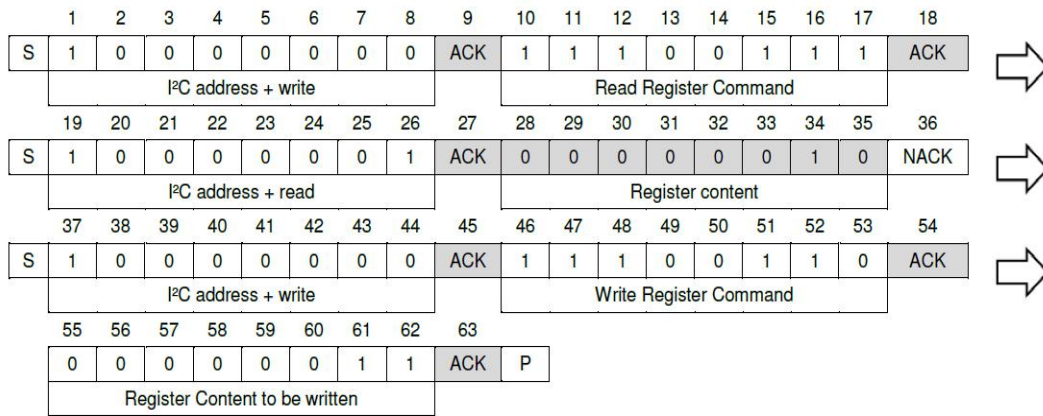 1 2 3 4 5 6 7 8 9 10 11 12 13 14 15 16 17 18
S 1 0 0 0 0 0 0 0 ACK 1 1 1 0 0 1 1 1 ACK
I²C address + write Read Register Command
19 20 21 22 23 24 25 26 27 28 29 30 31 32 33 34 35 36
S 1 0 0 0 0 0 0 1 ACK 0 0 0 0 0 0 1 0 NACK
I²C address + read Register content
37 38 39 40 41 42 43 44 45 46 47 48 49 50 51 52 53 54
S 1 0 0 0 0 0 0 0 ACK 1 1 1 0 0 1 1 0 ACK
I²C address + write Write Register Command
55 56 57 58 59 60 61 62 63
0 0 0 0 0 0 1 1 ACK P
Register Content to be written